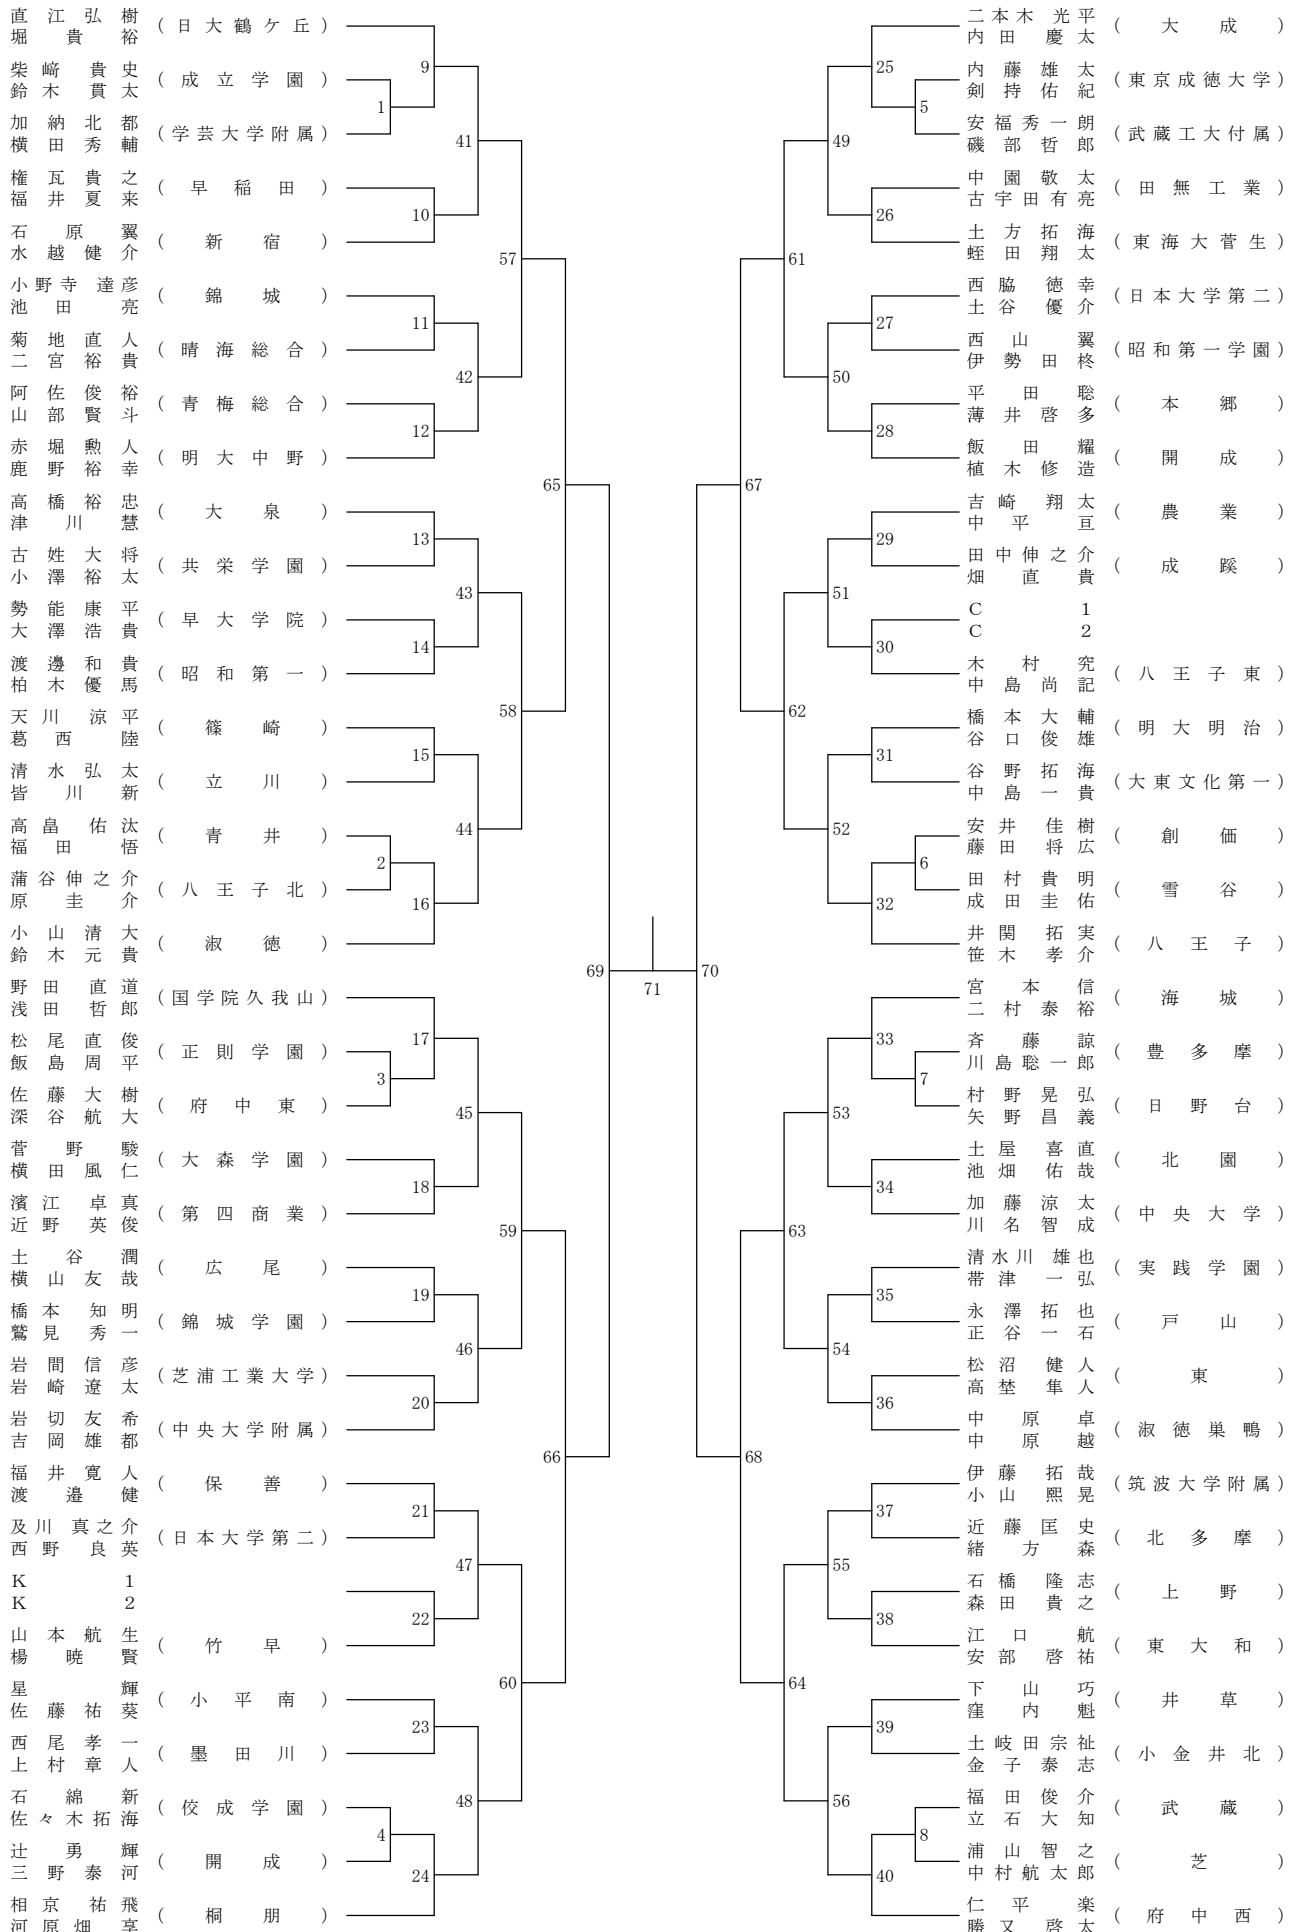 直江弘樹
堀貴裕 (日大鶴ケ丘)
柴﨑貴史
鈴木貫太 (成立学園)
加納北都
横田秀輔 (学芸大学附属)
権瓦貴之
福井夏来 (早稲田)
石原翼
水越健介 (新宿)
小野寺達彦
池田亮 (錦城)
菊地直人
二宮裕貴 (晴海総合)
阿佐俊裕
山部賢斗 (青梅総合)
赤堀勲人
鹿野裕幸 (明大中野)
高橋裕忠
津川慧 (大泉)
古姓大将
小澤裕太 (共栄学園)
勢能康平
大澤浩貴 (早大学院)
渡邊和貴
柏木優馬 (昭和第一)
天川涼平
葛西陸 (篠崎)
清水弘太
皆川新 (立川)
高畠佑汰
福田悟 (青井)
蒲谷伸之介
原圭介 (八王子北)
小山清大
鈴木元貴 (淑徳)
野田直道
浅田哲郎 (国学院久我山)
松尾直俊
飯島周平 (正則学園)
佐藤大樹
深谷航大 (府中東)
菅野駿
横田風仁 (大森学園)
濱江卓真
近野英俊 (第四商業)
土谷潤
横山友哉 (広尾)
橋本知明
鷲見秀一 (錦城学園)
岩間信彦
岩崎遼太 (芝浦工業大学)
岩切友希
吉岡雄都 (中央大学附属)
福井寛人
渡邉健 (保善)
及川真之介
西野良英 (日本大学第二)
K 1
K 2
山本航生
楊暁賢 (竹早)
星輝
佐藤祐葵 (小平南)
西尾孝一
上村章人 (墨田川)
石綿新
佐々木拓海 (佼成学園)
辻勇輝
三野泰河 (開成)
相京祐飛
河原畑享 (桐朋)
1
2
3
4
9
10
11
12
13
14
15
16
17
18
19
20
21
22
23
24
41
42
43
44
45
46
47
48
57
58
59
60
65
66
69
71
70
67
68
61
62
63
64
49
50
51
52
53
54
55
56
25
26
27
28
29
30
31
32
33
34
35
36
37
38
39
40
5
6
7
8
二本木光平
内田慶太 (大成)
内藤雄太
剣持佑紀 (東京成徳大学)
安福秀一朗
磯部哲郎 (武蔵工大付属)
中園敬太
古宇田有亮 (田無工業)
土方拓海
蛭田翔太 (東海大菅生)
西脇徳幸
土谷優介 (日本大学第二)
西山翼
伊勢田柊 (昭和第一学園)
平田聡
薄井啓多 (本郷)
飯田耀
植木修造 (開成)
吉崎翔太
中平亘 (農業)
田中伸之介
畑直貴 (成蹊)
C 1
C 2
木村究
中島尚記 (八王子東)
橋本大輔
谷口俊雄 (明大明治)
谷野拓海
中島一貴 (大東文化第一)
安井佳樹
藤田将広 (創価)
田村貴明
成田圭佑 (雪谷)
井関拓実
笹木孝介 (八王子)
宮本信
二村泰裕 (海城)
斉藤諒
川島聡一郎 (豊多摩)
村野晃弘
矢野昌義 (日野台)
土屋喜直
池畑佑哉 (北園)
加藤涼太
川名智成 (中央大学)
清水川雄也
帯津一弘 (実践学園)
永澤拓也
正谷一石 (戸山)
松沼健人
高埜隼人 (東)
中原卓
中原越 (淑徳巣鴨)
伊藤拓哉
小山熙晃 (筑波大学附属)
近藤匡史
緒方森 (北多摩)
石橋隆志
森田貴之 (上野)
江口航
安部啓祐 (東大和)
下山巧
窪内魁 (井草)
土岐田宗祉
金子泰志 (小金井北)
福田俊介
立石大知 (武蔵)
浦山智之
中村航太郎 (芝)
仁平楽
勝又啓太 (府中西)